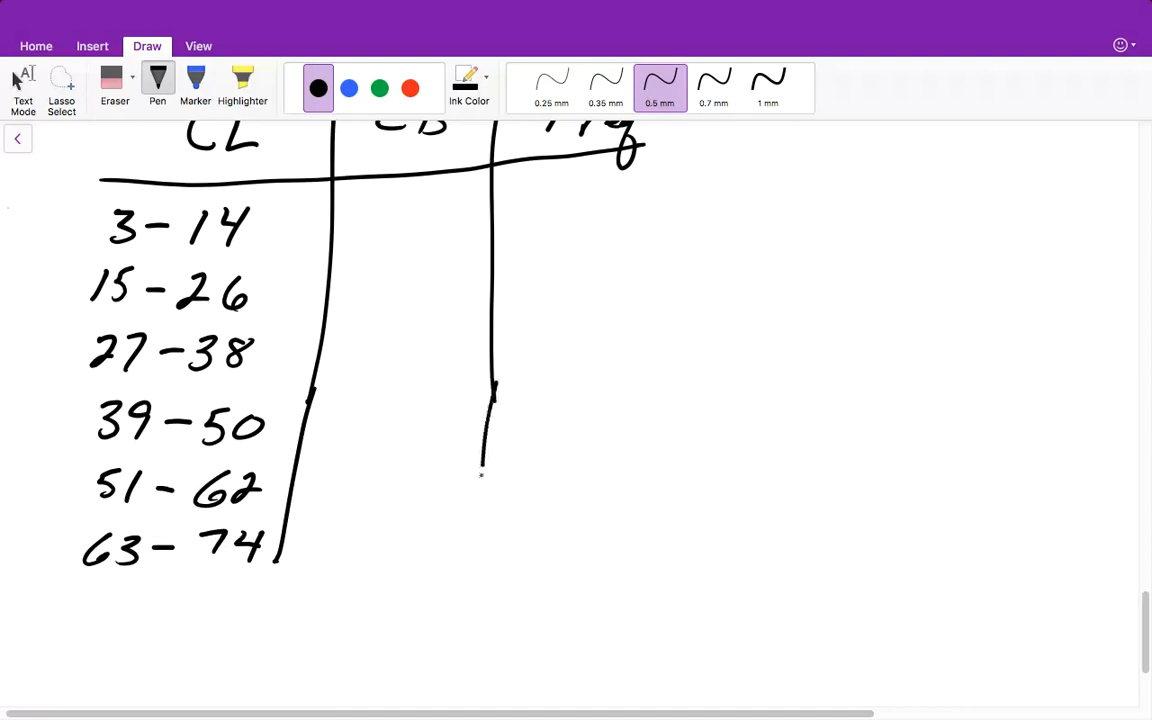 Home Insert Draw View
Text Mode
Lasso Select
Eraser
Pen
Marker
Highlighter
Ink Color
0.25 mm
0.35 mm
0.5 mm
0.7 mm
1 mm
CL CB Freq
3 - 14
15 - 26
27 - 38
39 - 50
51 - 62
63 - 74